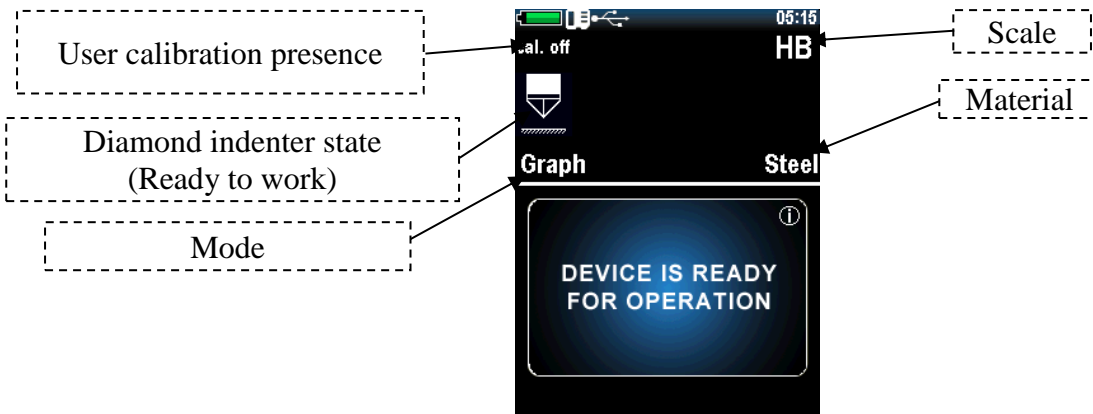 05:15
User calibration presence
cal. off
HB
Scale
Material
Diamond indenter state
(Ready to work)
Graph
Steel
Mode
DEVICE IS READY
FOR OPERATION